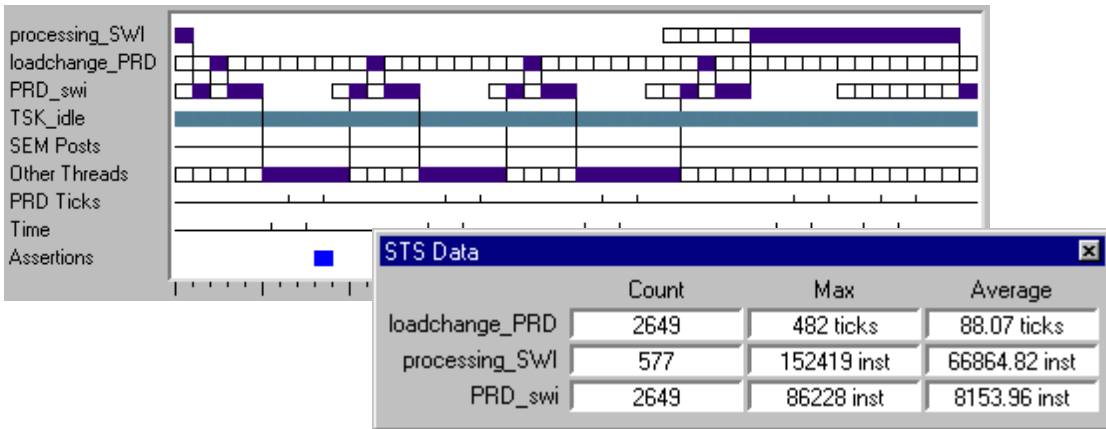 processing_SWI
loadchange_PRD
PRD_swi
TSK_idle
SEM Posts
Other Threads
PRD Ticks
Time
Assertions
STS Data
Count Max Average
loadchange_PRD 2649 482 ticks 88.07 ticks
processing_SWI 577 152419 inst 66864.82 inst
PRD_swi 2649 86228 inst 8153.96 inst